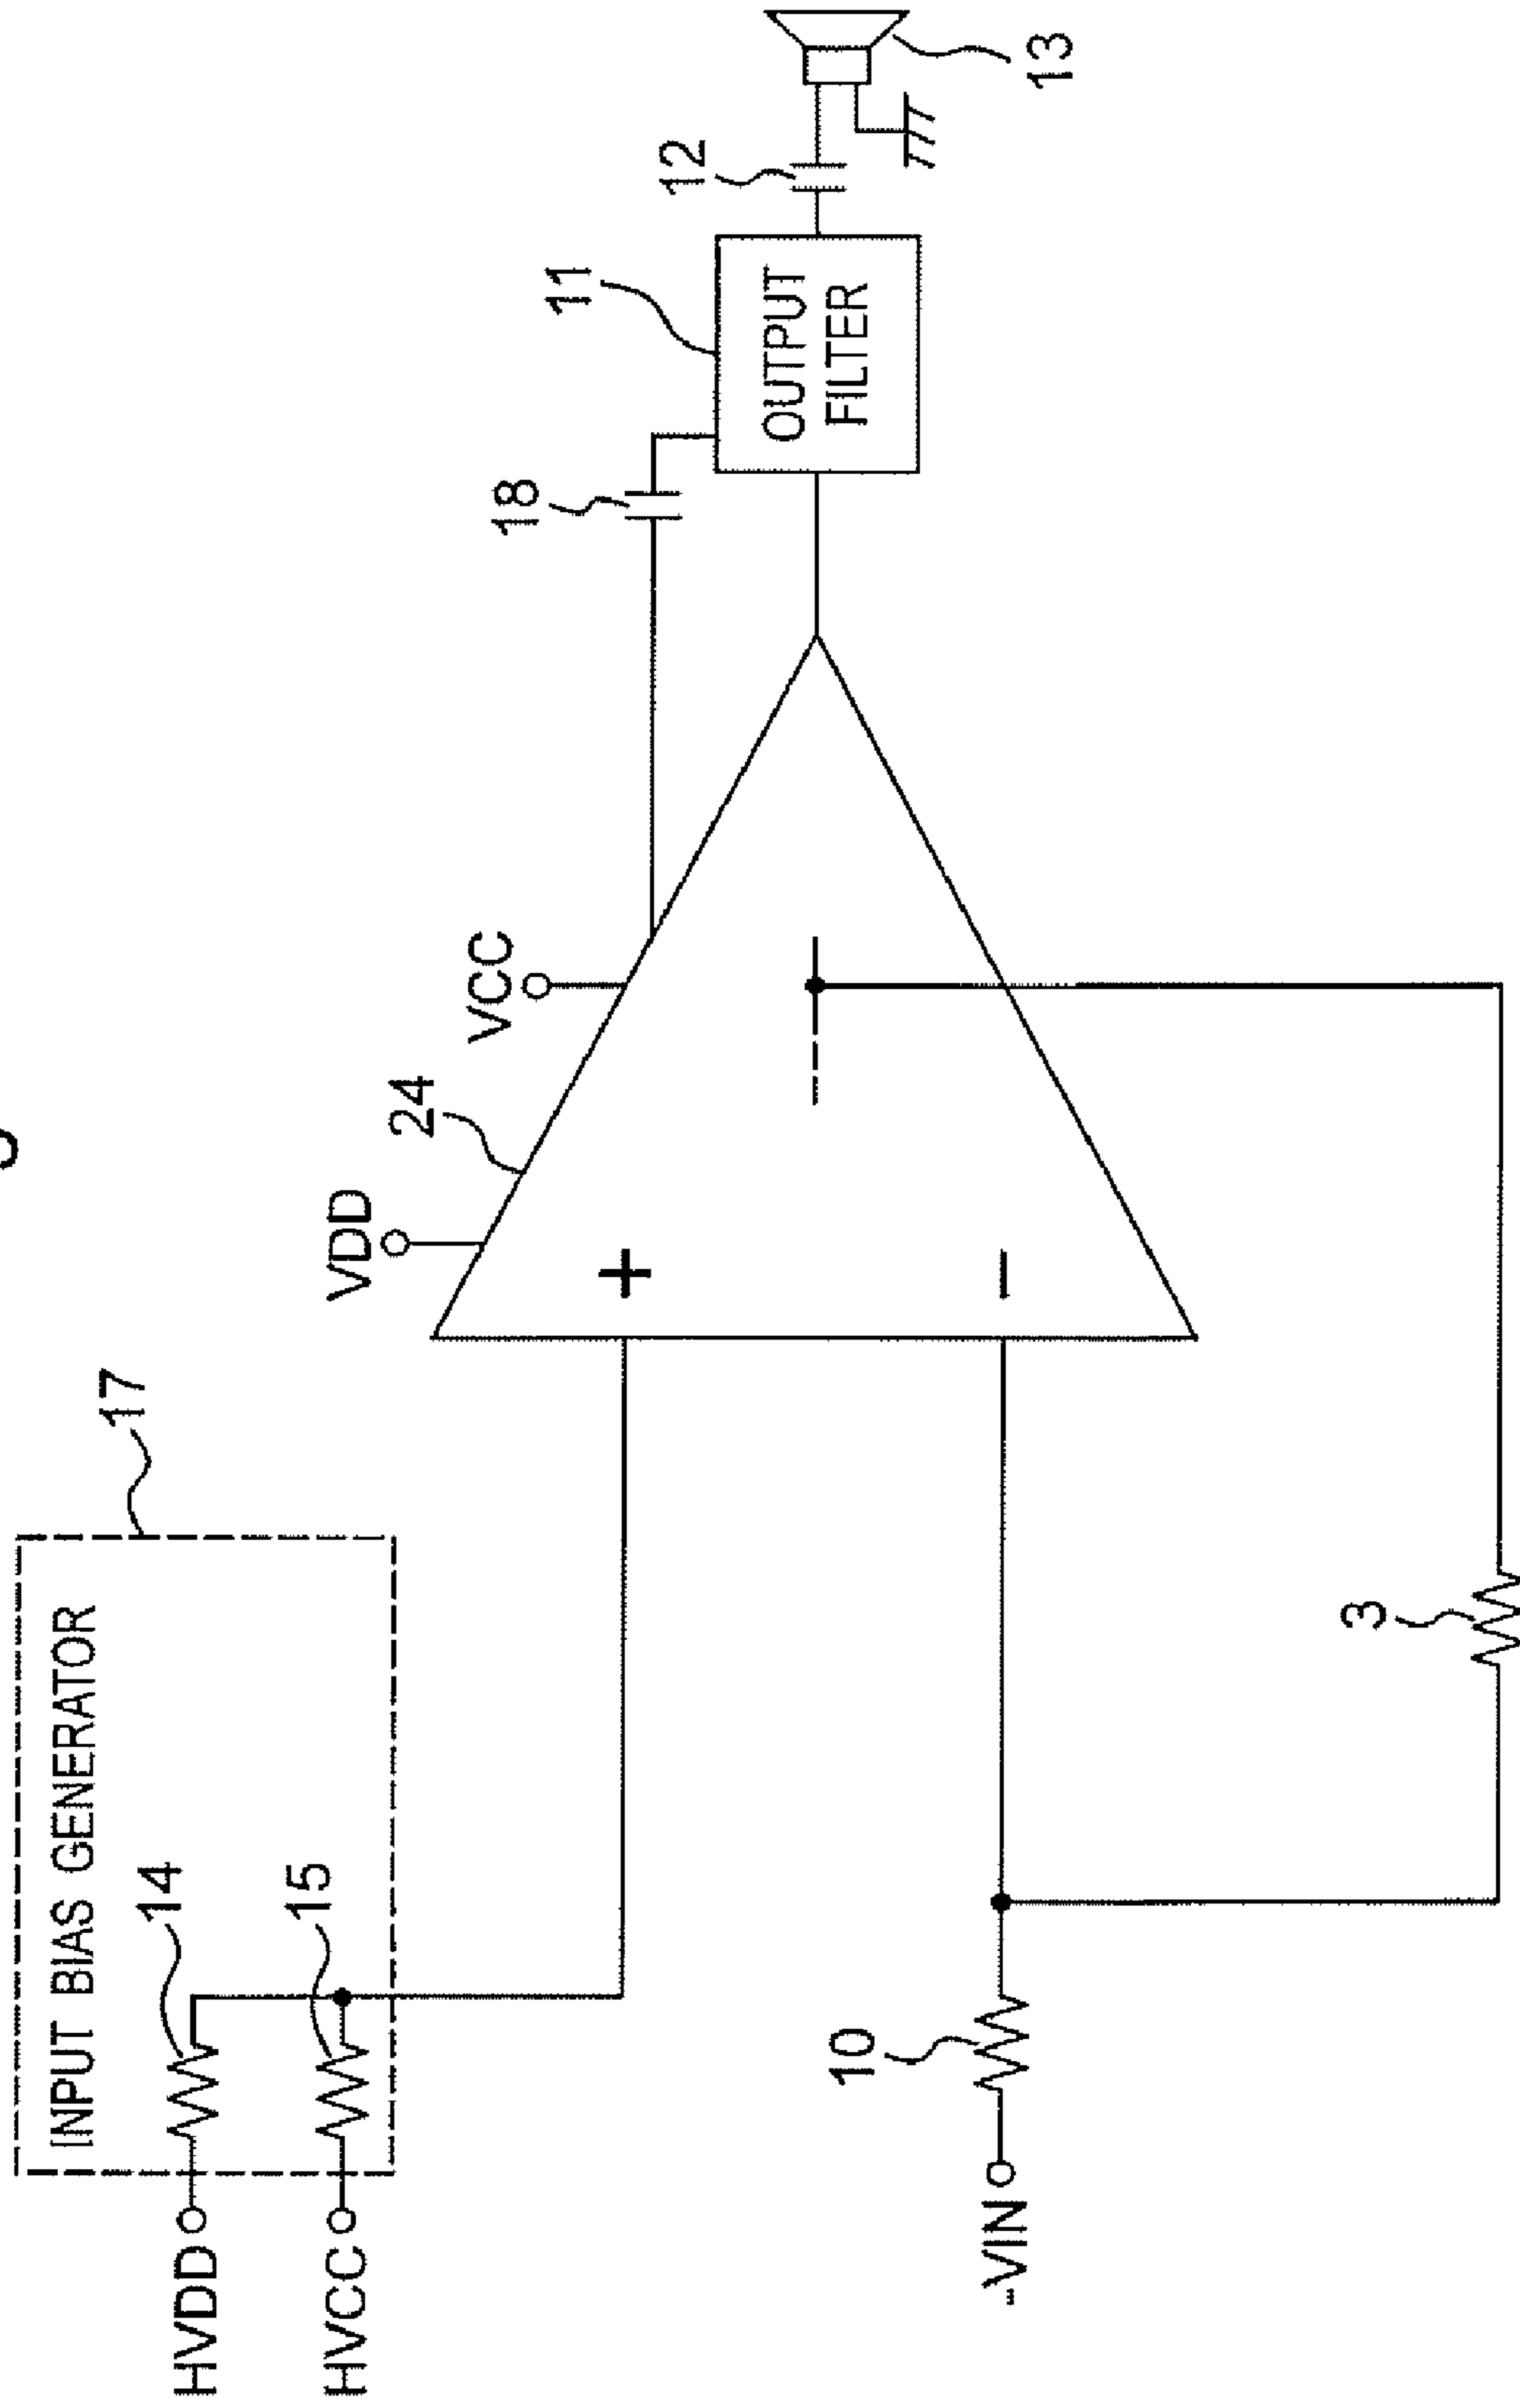 INPUT BIAS GENERATOR
17
HVDD
14
HVCC
15
VDD
24
VCC
18
11
OUTPUT
FILTER
12
13
+
−
10
-VIN
3